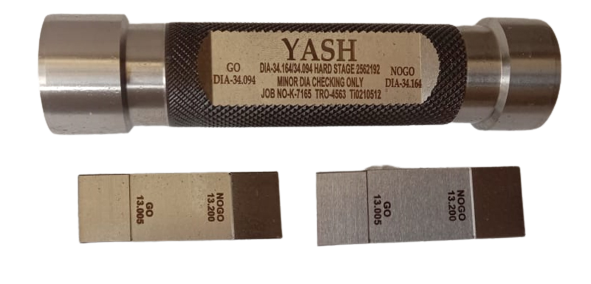 YASH
GO DIA-34.164/34.094 HARD STAGE 2562192 NOGO
DIA-34.094 MINOR DIA CHECKING ONLY DIA-34.164
JOB NO-K-7165 TRO-4563 Ti0210512
GO
13.005
NOGO
13.200
GO
13.005
NOGO
13.200